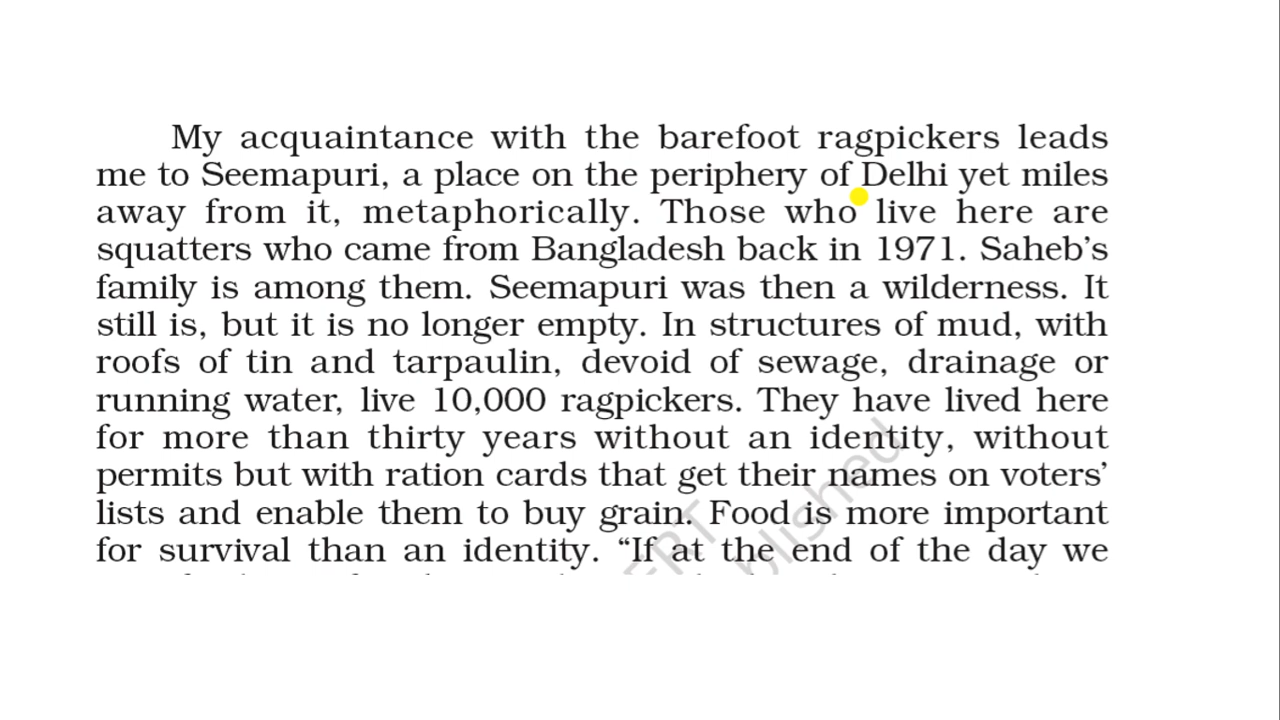 My acquaintance with the barefoot ragpickers leads
me to Seemapuri, a place on the periphery of Delhi yet miles
away from it, metaphorically. Those who live here are
squatters who came from Bangladesh back in 1971. Saheb’s
family is among them. Seemapuri was then a wilderness. It
still is, but it is no longer empty. In structures of mud, with
roofs of tin and tarpaulin, devoid of sewage, drainage or
running water, live 10,000 ragpickers. They have lived here
for more than thirty years without an identity, without
permits but with ration cards that get their names on voters’
lists and enable them to buy grain. Food is more important
for survival than an identity. “If at the end of the day we